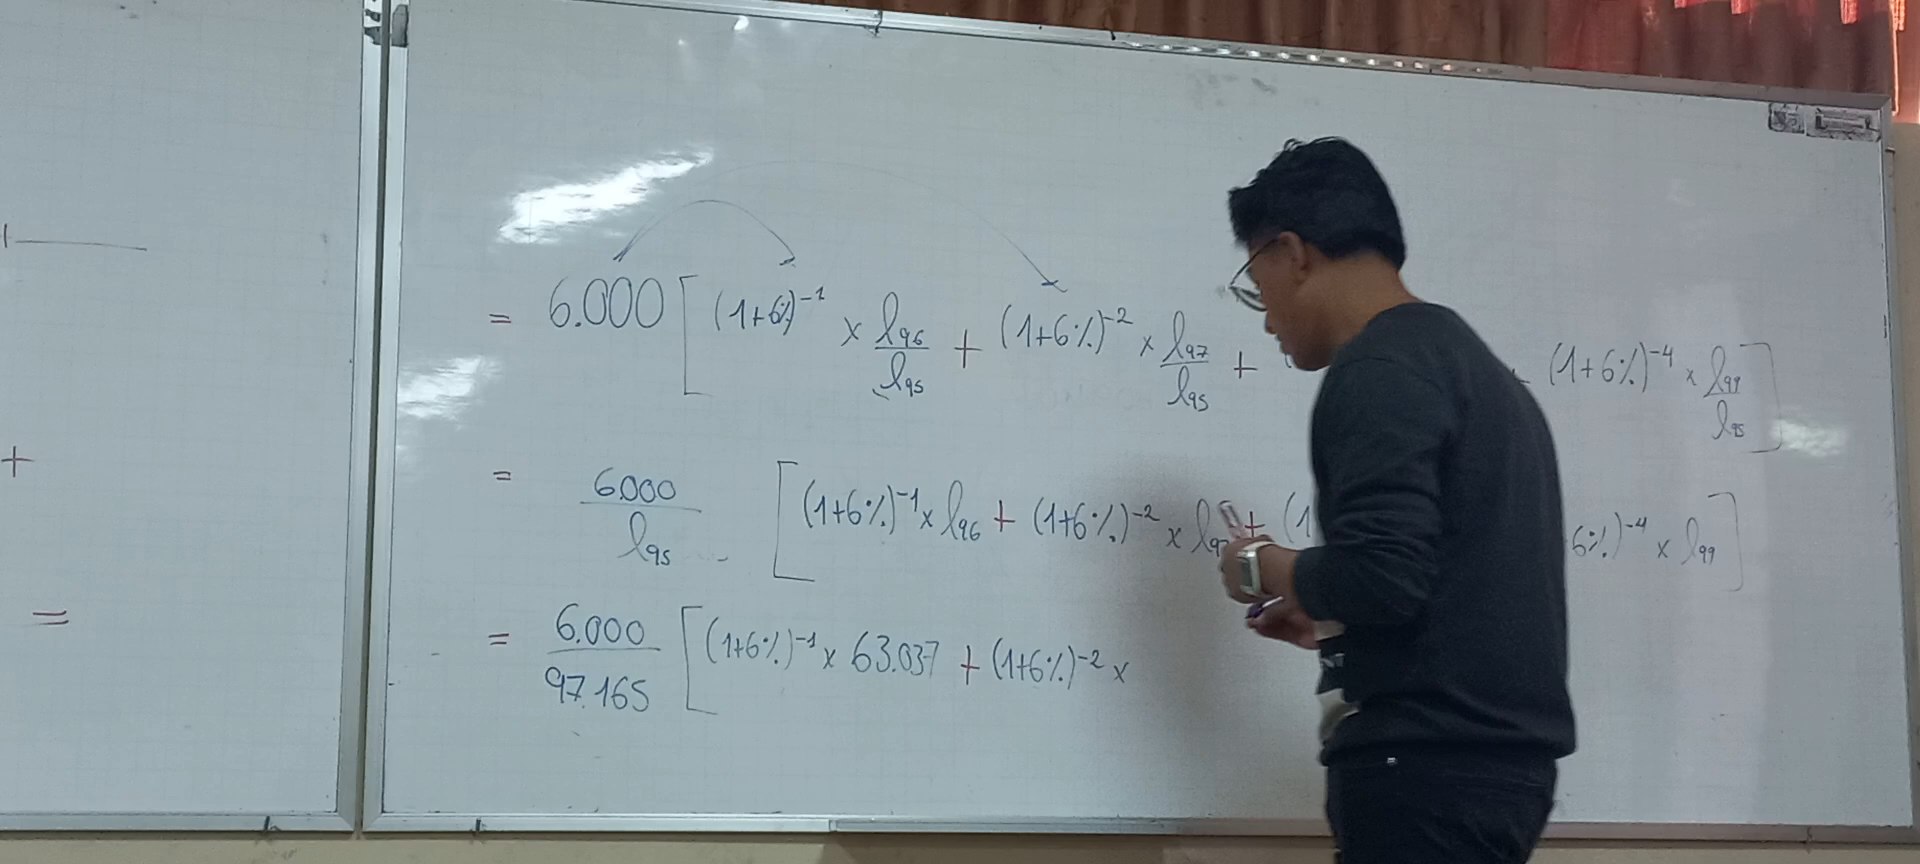 = 6.000 [ (1+6%)⁻¹ × l₉₆/l₉₅ + (1+6%)⁻² × l₉₇/l₉₅ + (1+6%)⁻⁴ × l₉₉/l₉₅ ]
= 6.000/l₉₅ [ (1+6%)⁻¹ × l₉₆ + (1+6%)⁻² × l₉ + (1 6%)⁻⁴ × l₉₉ ]
= 6.000/97.165 [ (1+6%)⁻¹ × 63.037 + (1+6%)⁻² ×
+
=